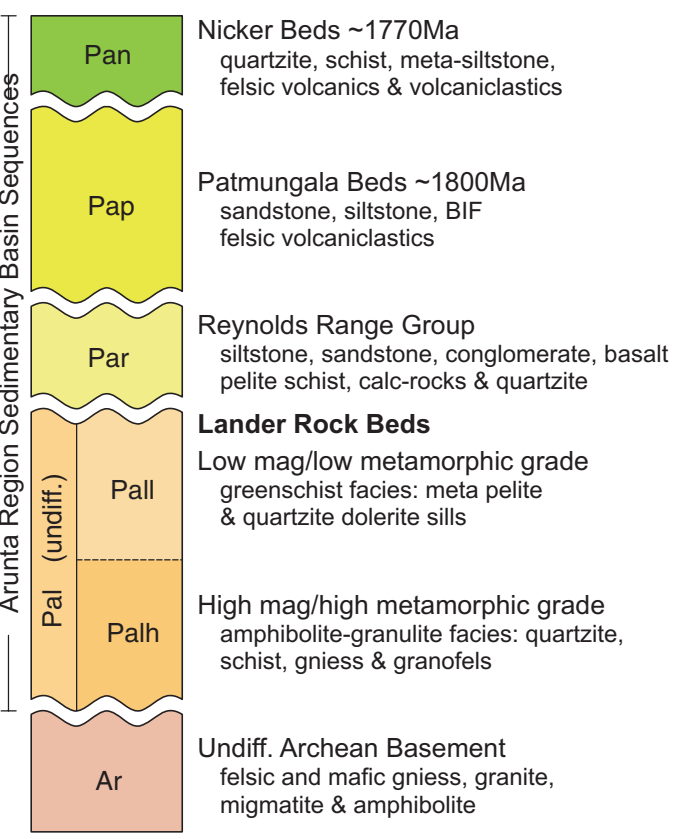 Arunta Region Sedimentary Basin Sequences
Pan
Nicker Beds ~1770Ma
quartzite, schist, meta-siltstone,
felsic volcanics & volcaniclastics
Pap
Patmungala Beds ~1800Ma
sandstone, siltstone, BIF
felsic volcaniclastics
Par
Reynolds Range Group
siltstone, sandstone, conglomerate, basalt
pelite schist, calc-rocks & quartzite
Lander Rock Beds
Pal (undiff.)
Pall
Low mag/low metamorphic grade
greenschist facies: meta pelite
& quartzite dolerite sills
Palh
High mag/high metamorphic grade
amphibolite-granulite facies: quartzite,
schist, gniess & granofels
Ar
Undiff. Archean Basement
felsic and mafic gniess, granite,
migmatite & amphibolite